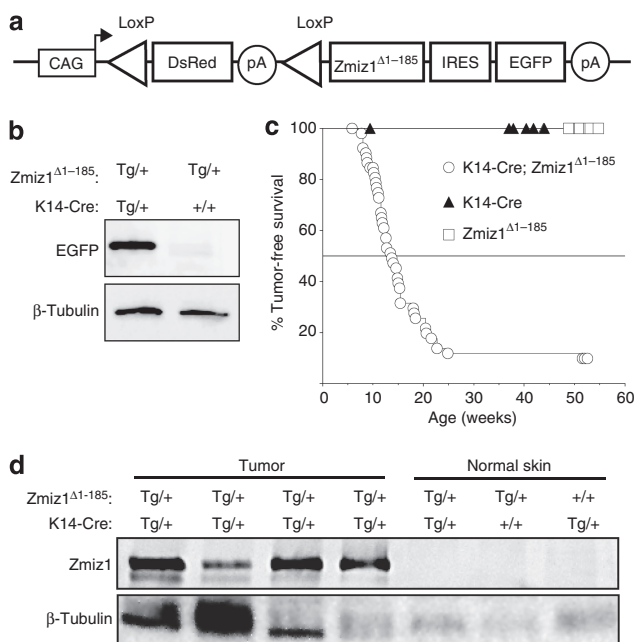 a
LoxP LoxP
CAG DsRed pA Zmiz1Δ1–185 IRES EGFP pA
b
Zmiz1Δ1–185: Tg/+ Tg/+
K14-Cre: Tg/+ +/+
EGFP
β-Tubulin
c
% Tumor-free survival
100
80
60
40
20
0 10 20 30 40 50 60
Age (weeks)
K14-Cre; Zmiz1Δ1–185
K14-Cre
Zmiz1Δ1–185
d
Tumor Normal skin
Zmiz1Δ1-185: Tg/+ Tg/+ Tg/+ Tg/+ Tg/+ Tg/+ +/+
K14-Cre: Tg/+ Tg/+ Tg/+ Tg/+ Tg/+ +/+ Tg/+
Zmiz1
β-Tubulin